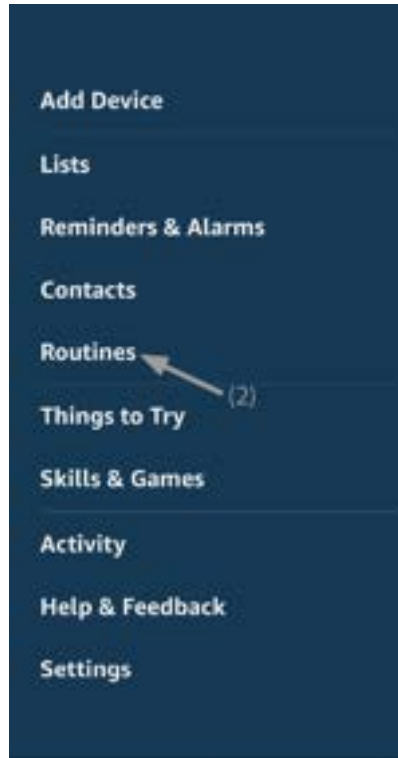 Add Device
Lists
Reminders & Alarms
Contacts
Routines
(2)
Things to Try
Skills & Games
Activity
Help & Feedback
Settings